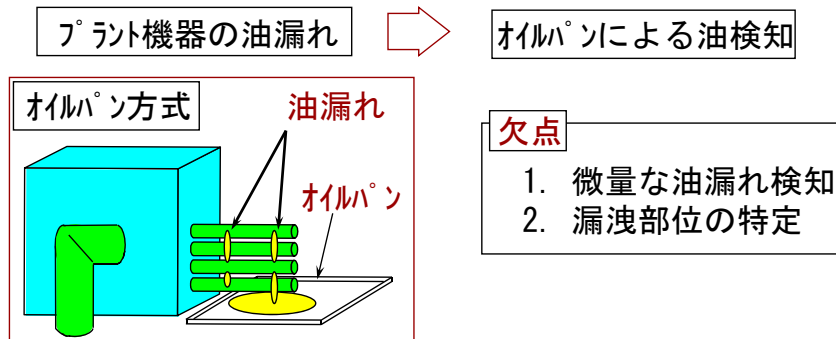 ﾌﾟﾗﾝﾄ機器の油漏れ
ｵｲﾙﾊﾟﾝによる油検知
ｵｲﾙﾊﾟﾝ方式
油漏れ
ｵｲﾙﾊﾟﾝ
欠点
1. 微量な油漏れ検知
2. 漏洩部位の特定